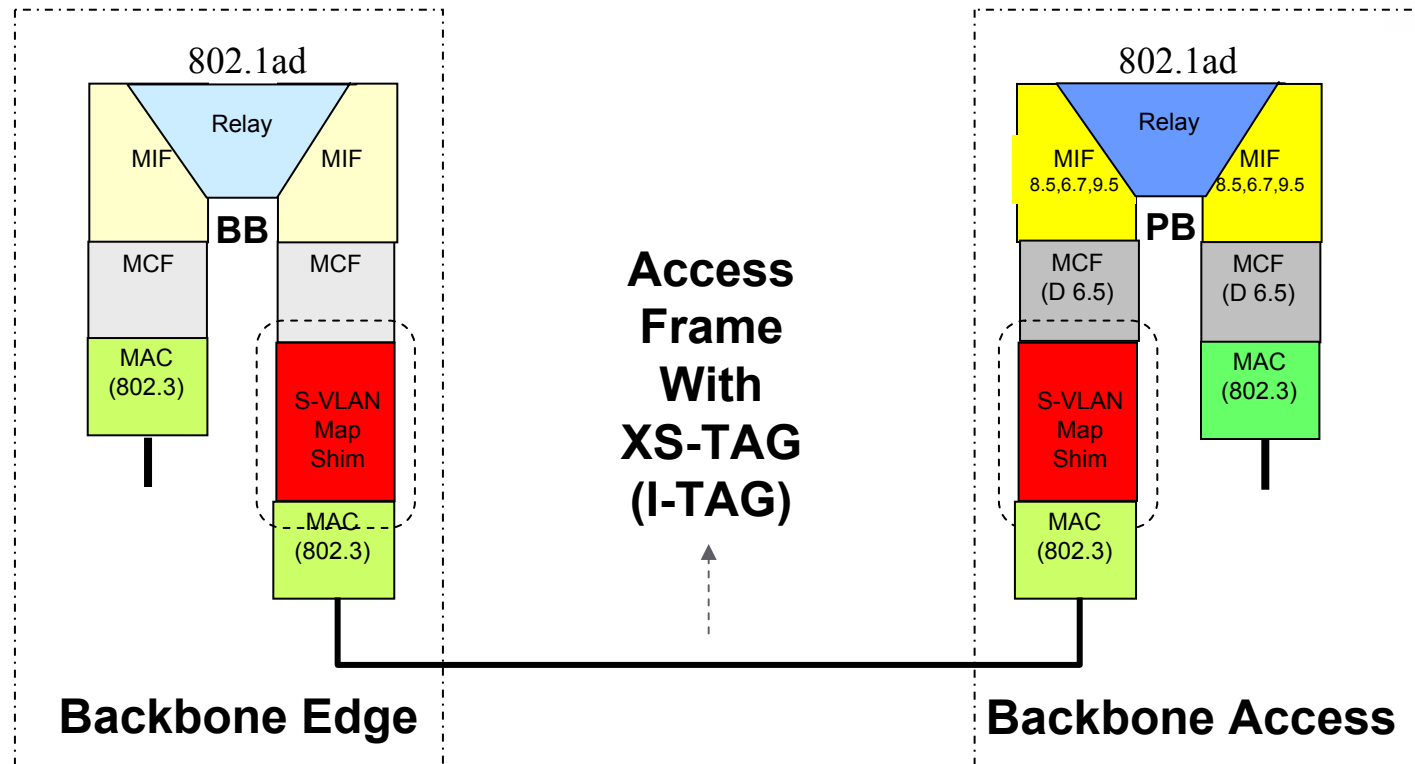 802.1ad
Relay
MIF
MIF
BB
MCF
MCF
MAC
(802.3)
S-VLAN
Map
Shim
MAC
(802.3)
Backbone Edge
Access
Frame
With
XS-TAG
(I-TAG)
802.1ad
Relay
MIF
8.5,6.7,9.5
MIF
8.5,6.7,9.5
PB
MCF
(D 6.5)
MCF
(D 6.5)
S-VLAN
Map
Shim
MAC
(802.3)
MAC
(802.3)
Backbone Access